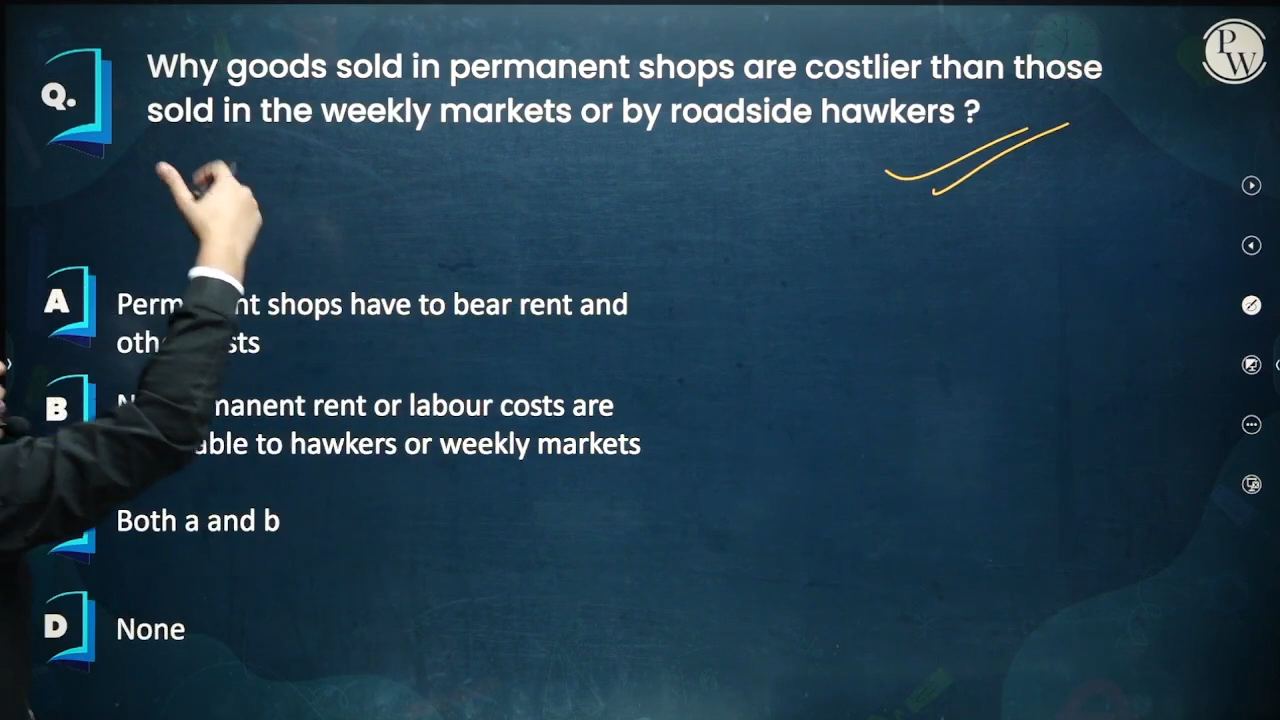 Q.
Why goods sold in permanent shops are costlier than those
sold in the weekly markets or by roadside hawkers ?
P
W
A
shops have to bear rent and
B
rent or labour costs are
to hawkers or weekly markets
Both a and b
D
None